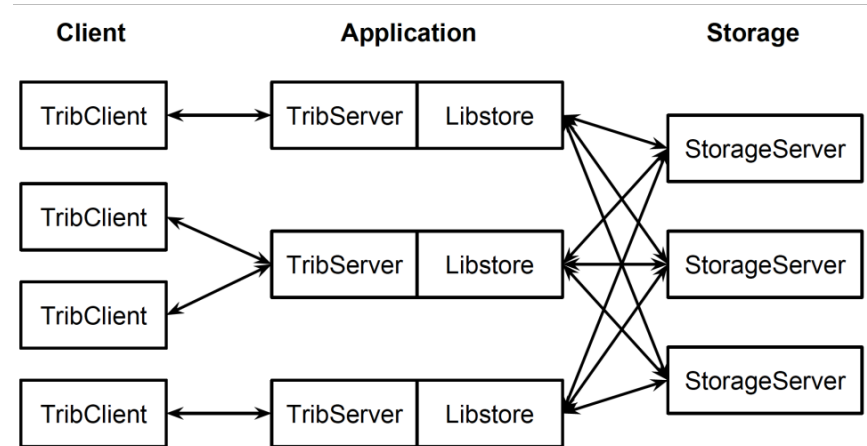 Client Application Storage
TribClient TribServer Libstore
StorageServer
TribClient
TribServer Libstore StorageServer
TribClient
StorageServer
TribClient TribServer Libstore